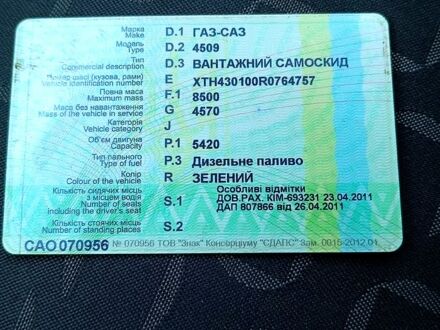 Марка D.1 ГАЗ-САЗ
Make
Модель D.2 4509
Type
Тип D.3 ВАНТАЖНИЙ САМОСКИД
Commercial description
Номер шасі (кузова, рами) E XTH430100R0764757
Vehicle identification number
Повна маса F.1 8500
Maximum mass
Маса без навантаження G 4570
Mass of the vehicle in service
Категорія J
Vehicle category
Об'єм двигуна P.1 5420
Capacity
Тип пального P.3 Дизельне паливо
Type of fuel
Колір R ЗЕЛЕНИЙ
Colour of the vehicle
Кількість сидячих місць Особливі відмітки
з місцем водія S.1 ДОВ.РАХ. КІМ-693231 23.04.2011
Number of seats ДАП 807866 від 26.04.2011
including the driver's seat
Кількість стоячих місць S.2
Number of standing places
САО 070956 № 070956 ТОВ "Знак" Консорціуму "ЄДАПС" Зам. 0015-2012.01